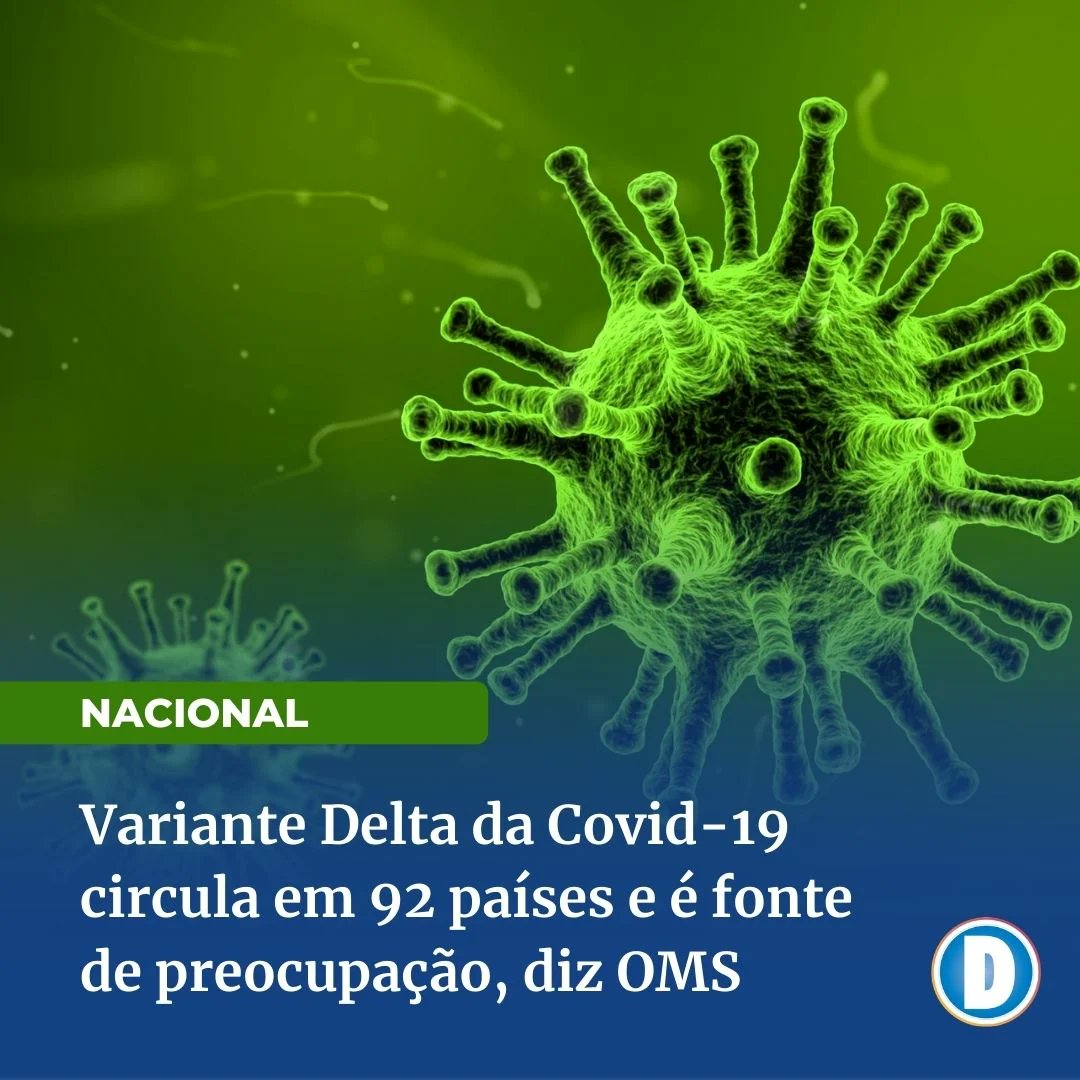 NACIONAL
Variante Delta da Covid-19
circula em 92 países e é fonte
de preocupação, diz OMS
D